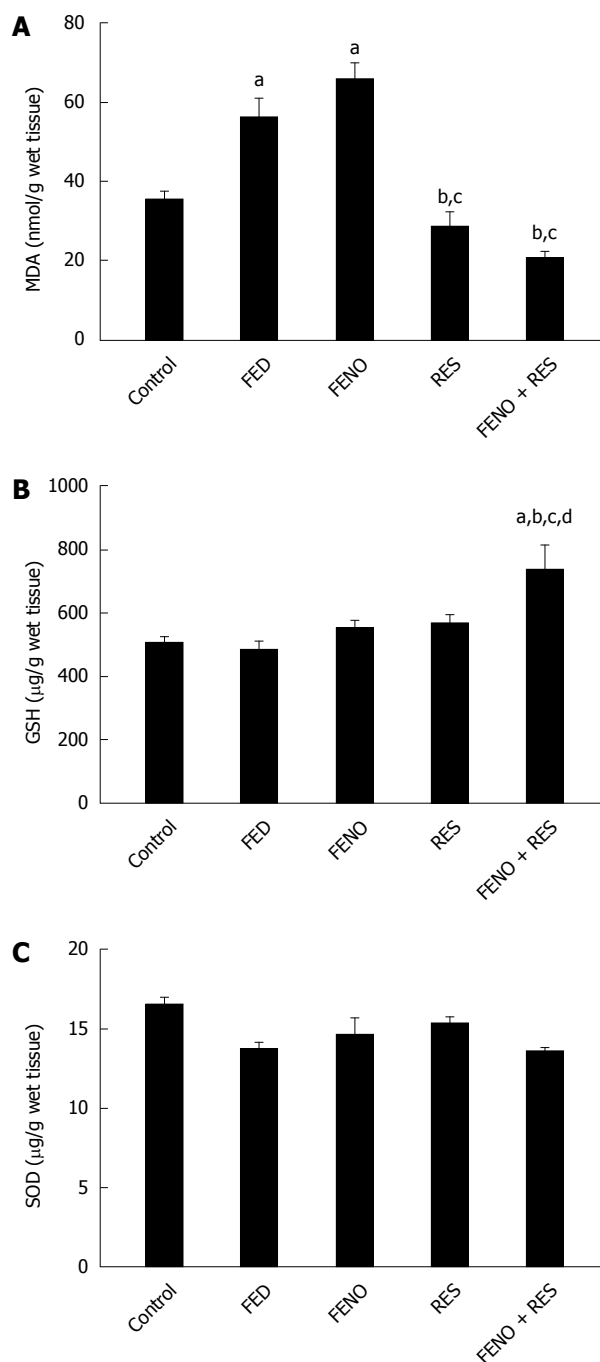 A
MDA (nmol/g wet tissue)
80
60
40
20
0
a
a
b,c
b,c
Control
FED
FENO
RES
FENO + RES
B
GSH (μg/g wet tissue)
1000
800
600
400
200
0
a,b,c,d
Control
FED
FENO
RES
FENO + RES
C
SOD (μg/g wet tissue)
20
15
10
5
0
Control
FED
FENO
RES
FENO + RES